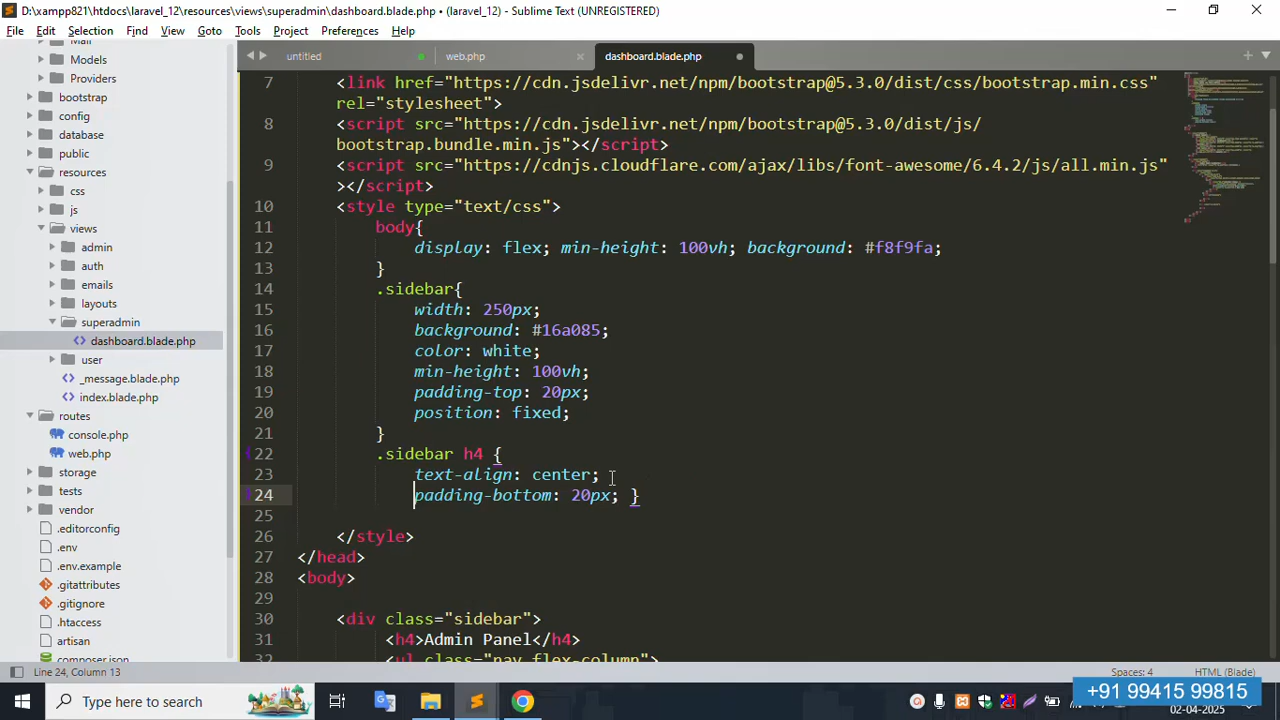 D:\xampp821\htdocs\laravel_12\resources\views\superadmin\dashboard.blade.php • (laravel_12) - Sublime Text (UNREGISTERED)
File Edit Selection Find View Goto Tools Project Preferences Help
untitled web.php dashboard.blade.php
Mail
Models
Providers
bootstrap
config
database
public
resources
css
js
views
admin
auth
emails
layouts
superadmin
dashboard.blade.php
user
_message.blade.php
index.blade.php
routes
console.php
web.php
storage
tests
vendor
.editorconfig
.env
.env.example
.gitattributes
.gitignore
.htaccess
artisan
composer.json
7 <link href="https://cdn.jsdelivr.net/npm/bootstrap@5.3.0/dist/css/bootstrap.min.css"
rel="stylesheet">
8 <script src="https://cdn.jsdelivr.net/npm/bootstrap@5.3.0/dist/js/
bootstrap.bundle.min.js"></script>
9 <script src="https://cdnjs.cloudflare.com/ajax/libs/font-awesome/6.4.2/js/all.min.js"
></script>
10 <style type="text/css">
11 body{
12 display: flex; min-height: 100vh; background: #f8f9fa;
13 }
14 .sidebar{
15 width: 250px;
16 background: #16a085;
17 color: white;
18 min-height: 100vh;
19 padding-top: 20px;
20 position: fixed;
21 }
22 .sidebar h4 {
23 text-align: center;
24 padding-bottom: 20px; }
25
26 </style>
27 </head>
28 <body>
29
30 <div class="sidebar">
31 <h4>Admin Panel</h4>
32 <ul class="nav flex-column">
Line 24, Column 13 Spaces: 4 HTML (Blade)
Type here to search
+91 99415 99815
02-04-2025